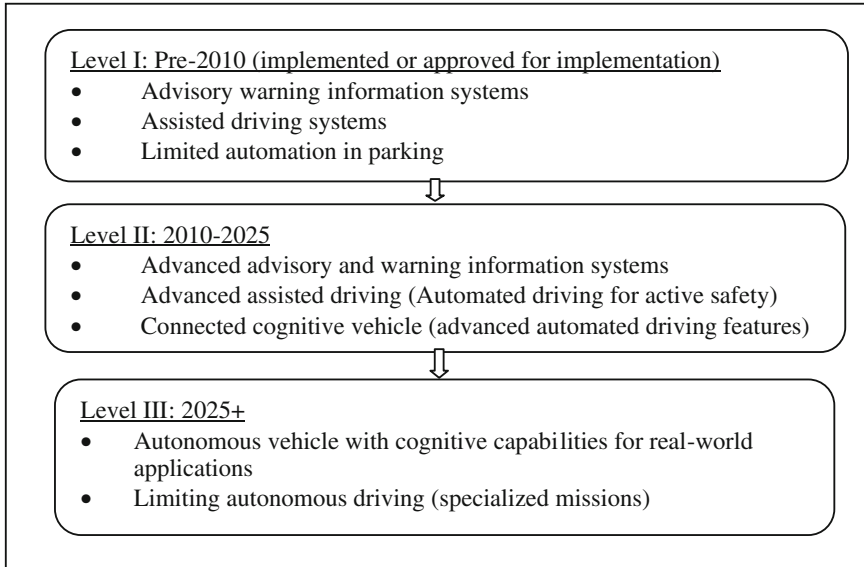 Level I: Pre-2010 (implemented or approved for implementation)
• Advisory warning information systems
• Assisted driving systems
• Limited automation in parking
Level II: 2010-2025
• Advanced advisory and warning information systems
• Advanced assisted driving (Automated driving for active safety)
• Connected cognitive vehicle (advanced automated driving features)
Level III: 2025+
• Autonomous vehicle with cognitive capabilities for real-world
applications
• Limiting autonomous driving (specialized missions)